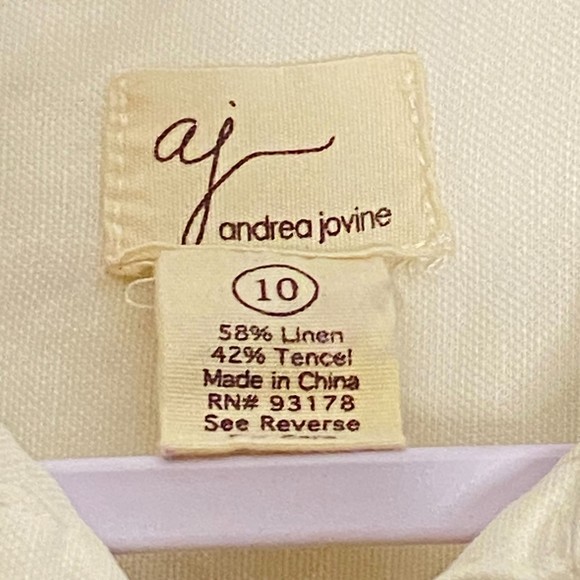 aj
andrea jovine
10
58% Linen
42% Tencel
Made in China
RN# 93178
See Reverse